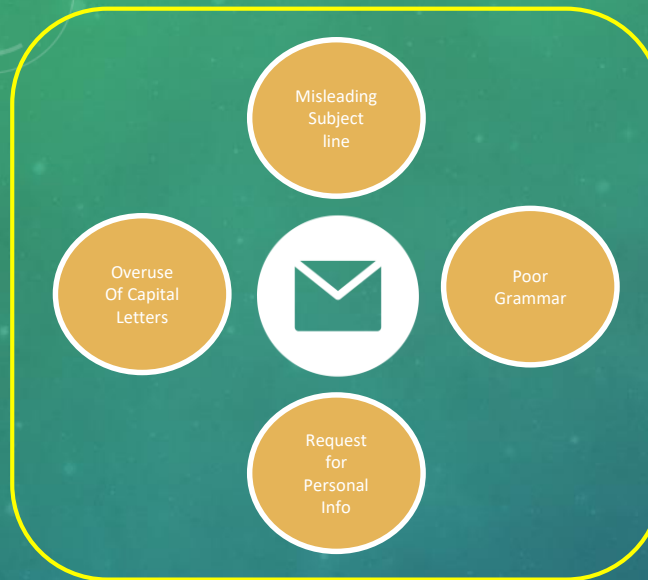 Misleading
Subject
line
Overuse
Of Capital
Letters
Poor
Grammar
Request
for
Personal
Info